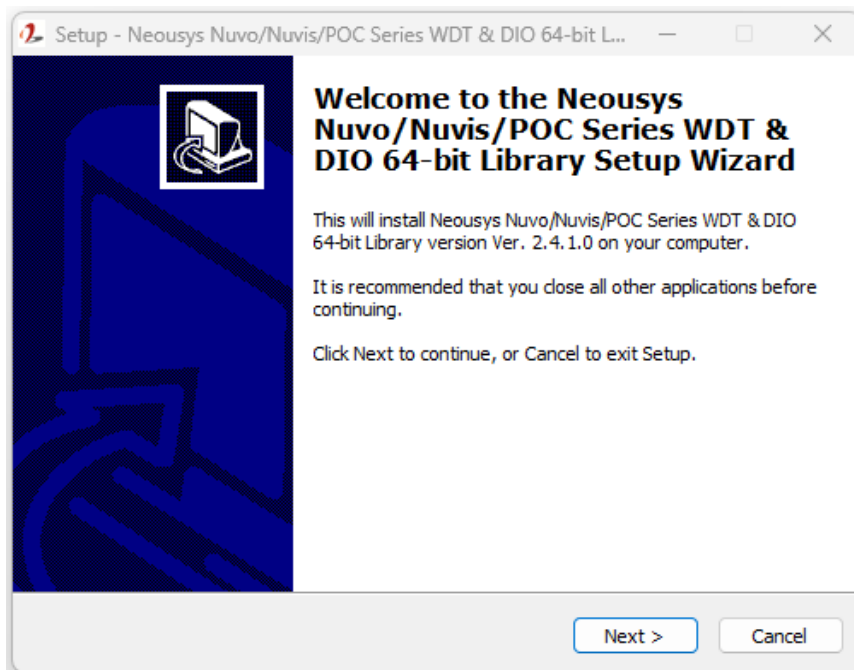 Setup - Neousys Nuvo/Nuvis/POC Series WDT & DIO 64-bit L...
Welcome to the Neousys
Nuvo/Nuvis/POC Series WDT &
DIO 64-bit Library Setup Wizard
This will install Neousys Nuvo/Nuvis/POC Series WDT & DIO
64-bit Library version Ver. 2.4.1.0 on your computer.
It is recommended that you close all other applications before
continuing.
Click Next to continue, or Cancel to exit Setup.
Next >
Cancel